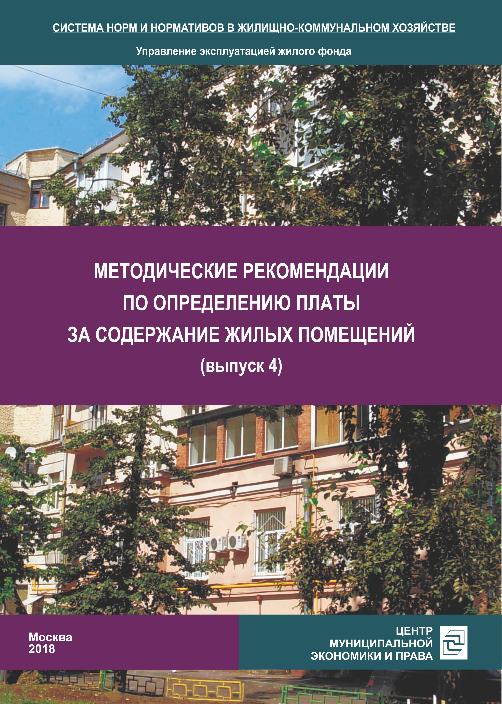 СИСТЕМА НОРМ И НОРМАТИВОВ В ЖИЛИЩНО-КОММУНАЛЬНОМ ХОЗЯЙСТВЕ
Управление эксплуатацией жилого фонда
МЕТОДИЧЕСКИЕ РЕКОМЕНДАЦИИ
ПО ОПРЕДЕЛЕНИЮ ПЛАТЫ
ЗА СОДЕРЖАНИЕ ЖИЛЫХ ПОМЕЩЕНИЙ
(выпуск 4)
Москва
2018
ЦЕНТР
МУНИЦИПАЛЬНОЙ
ЭКОНОМИКИ И ПРАВА